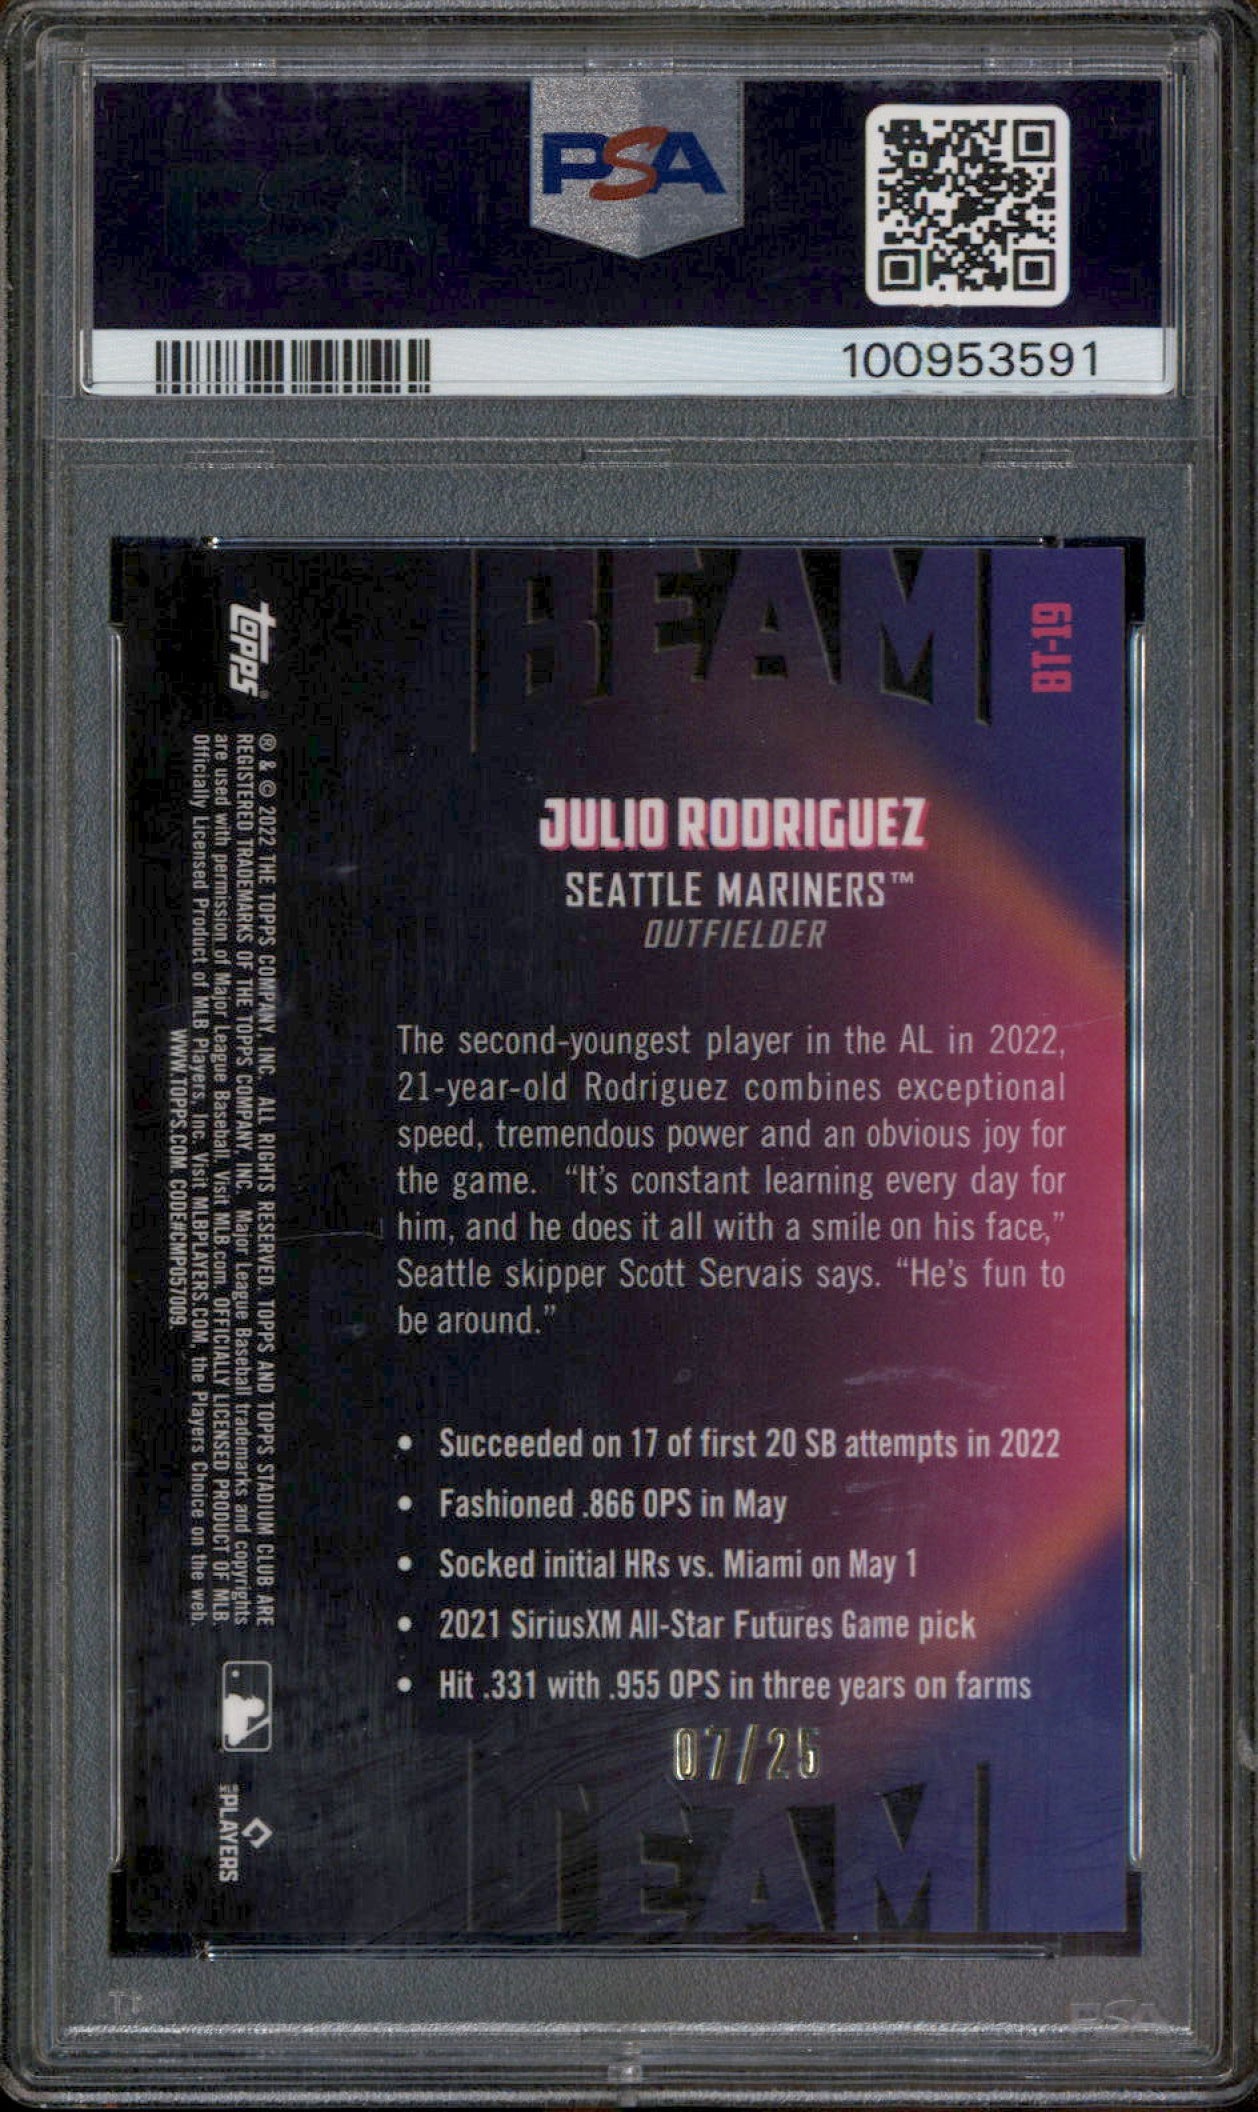 PSA
100953591
BEAM
BT-19
topps
JULIO RODRIGUEZ
SEATTLE MARINERS™
OUTFIELDER
The second-youngest player in the AL in 2022,
21-year-old Rodriguez combines exceptional
speed, tremendous power and an obvious joy for
the game. “It's constant learning every day for
him, and he does it all with a smile on his face,”
Seattle skipper Scott Servais says. “He's fun to
be around.”
• Succeeded on 17 of first 20 SB attempts in 2022
• Fashioned .866 OPS in May
• Socked initial HRs vs. Miami on May 1
• 2021 SiriusXM All-Star Futures Game pick
• Hit .331 with .955 OPS in three years on farms
07/25
TEAM
® & © 2022 THE TOPPS COMPANY, INC. ALL RIGHTS RESERVED. TOPPS AND TOPPS STADIUM CLUB ARE
REGISTERED TRADEMARKS OF THE TOPPS COMPANY, INC. Major League Baseball trademarks and copyrights
are used with permission of Major League Baseball. Visit MLB.com. OFFICIALLY LICENSED PRODUCT OF MLB
Officially Licensed Product of MLB Players, Inc. Visit MLBPLAYERS.COM, the Players Choice on the web.
WWW.TOPPS.COM CODE#CMP057009
MLB
PLAYERS
PSA